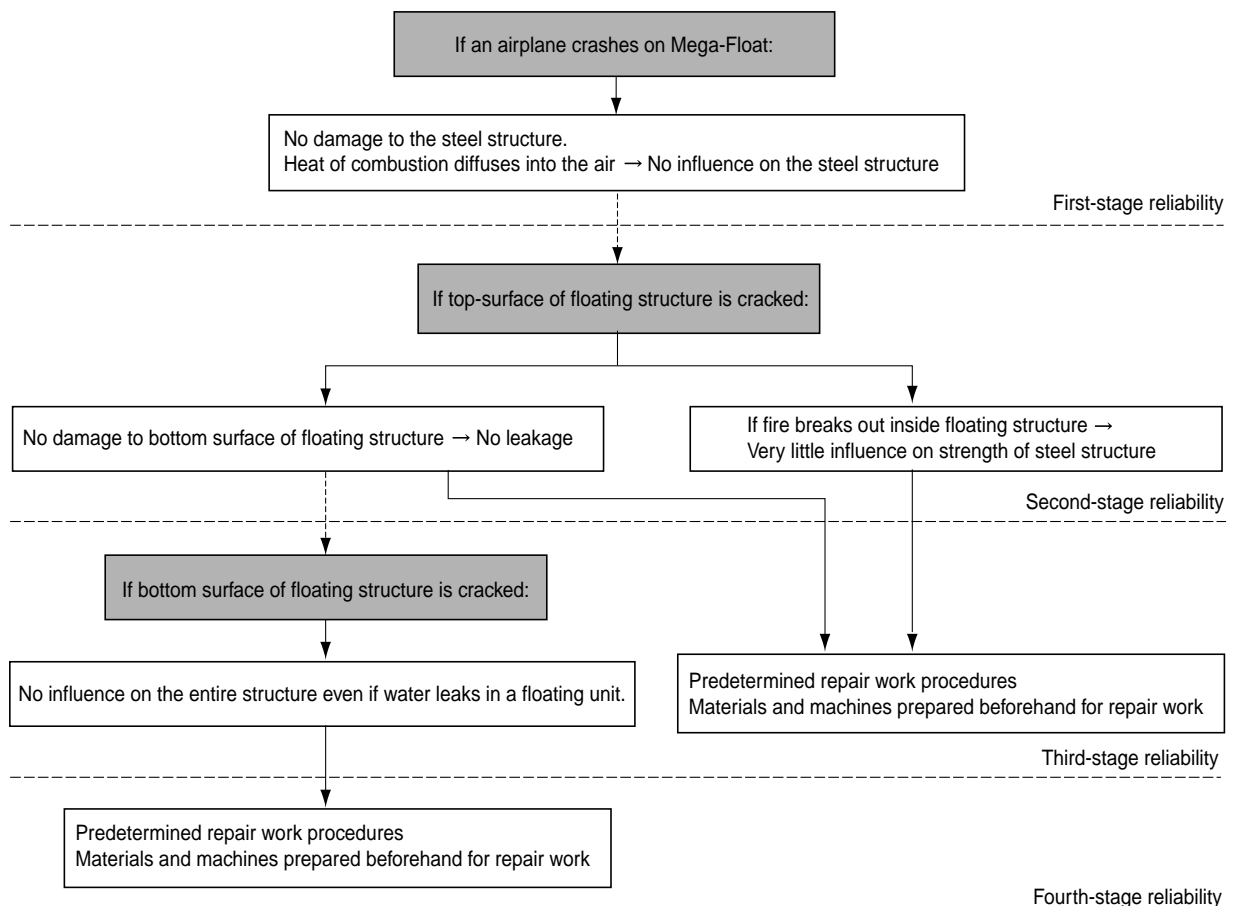 If an airplane crashes on Mega-Float:
No damage to the steel structure.
Heat of combustion diffuses into the air → No influence on the steel structure
First-stage reliability
If top-surface of floating structure is cracked:
No damage to bottom surface of floating structure → No leakage
If fire breaks out inside floating structure →
Very little influence on strength of steel structure
Second-stage reliability
If bottom surface of floating structure is cracked:
No influence on the entire structure even if water leaks in a floating unit.
Predetermined repair work procedures
Materials and machines prepared beforehand for repair work
Third-stage reliability
Predetermined repair work procedures
Materials and machines prepared beforehand for repair work
Fourth-stage reliability